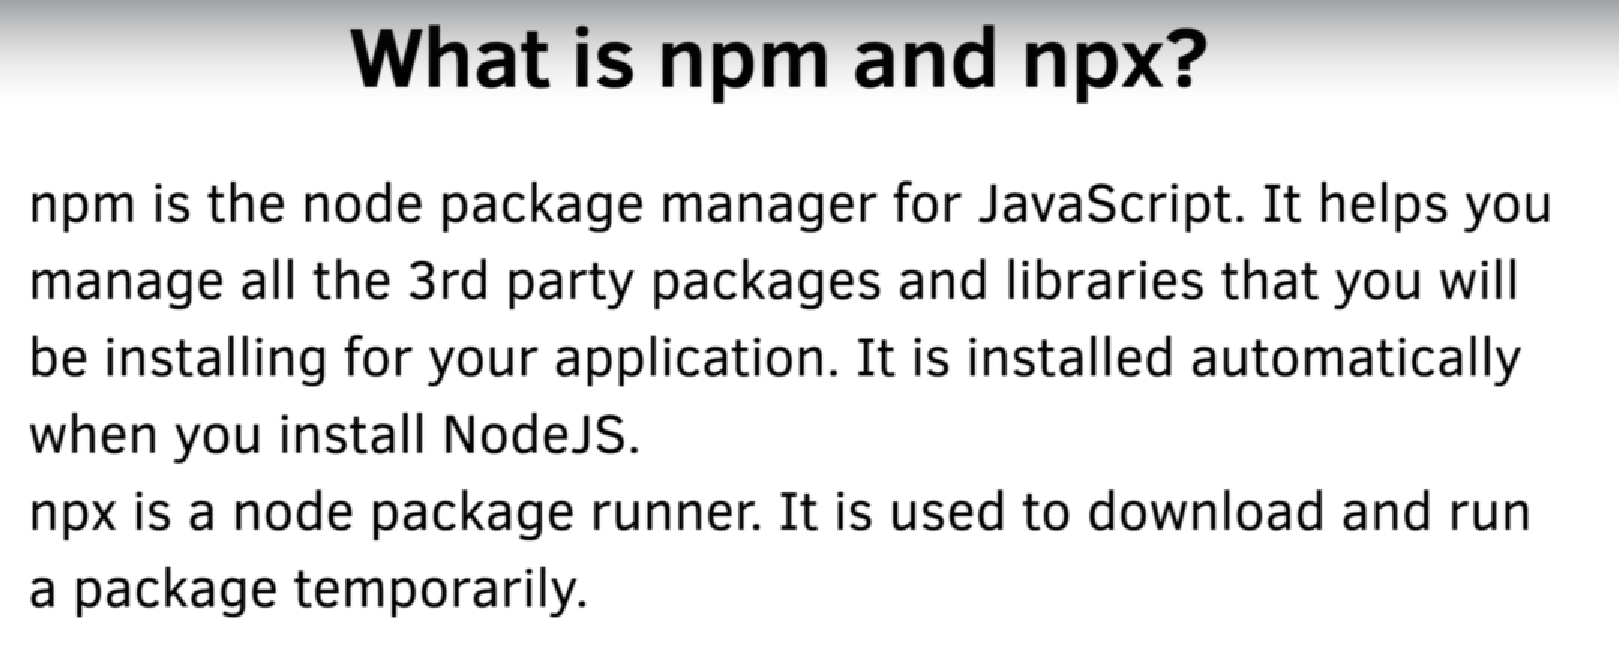 What is npm and npx?
npm is the node package manager for JavaScript. It helps you
manage all the 3rd party packages and libraries that you will
be installing for your application. It is installed automatically
when you install NodeJS.
npx is a node package runner. It is used to download and run
a package temporarily.